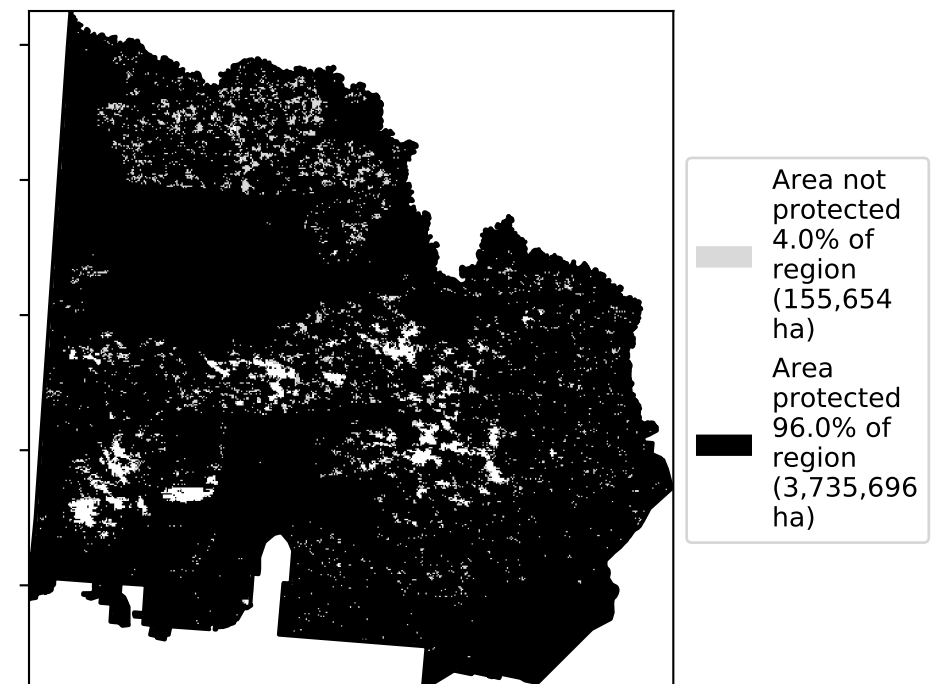 Area not
protected
4.0% of
region
(155,654
ha)
Area
protected
96.0% of
region
(3,735,696
ha)